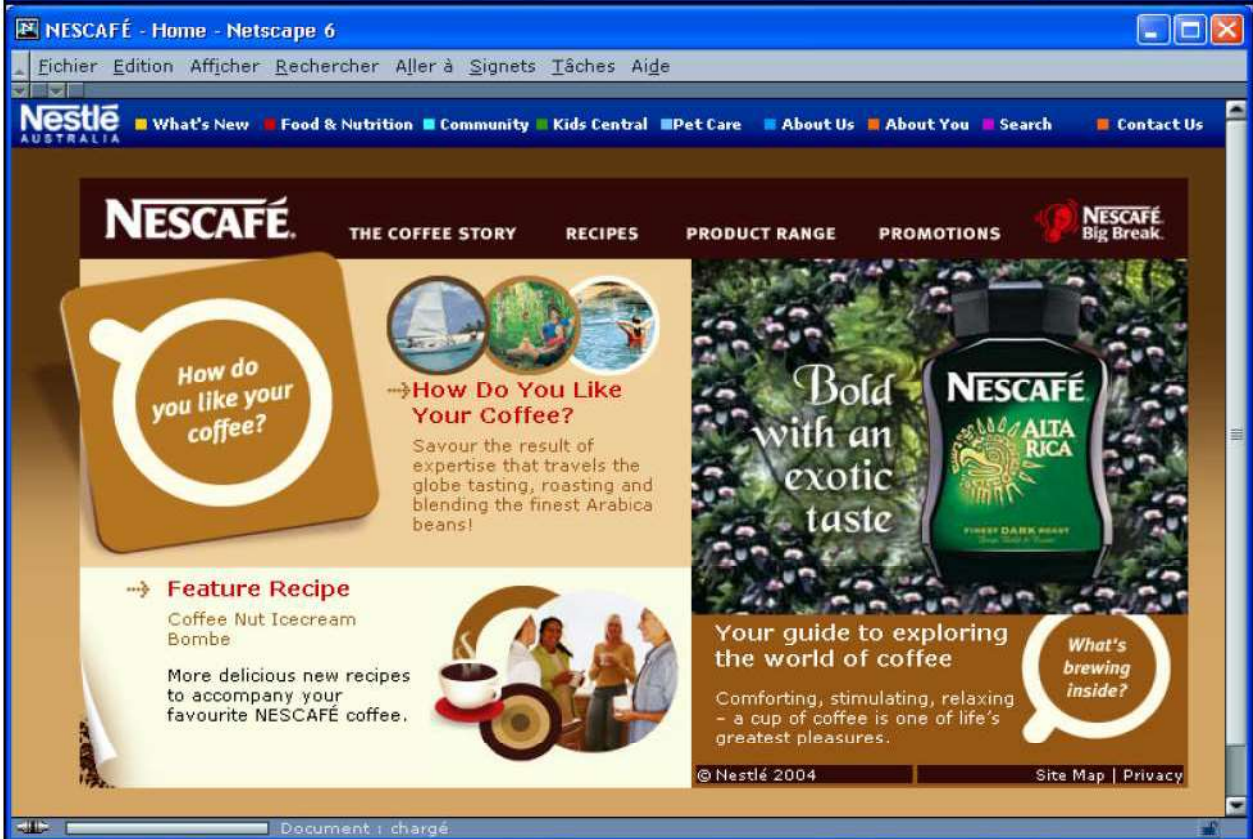 NESCAFÉ - Home - Netscape 6
Fichier Edition Afficher Rechercher Aller à Signets Tâches Aide
Nestlé
AUSTRALIA
What's New Food & Nutrition Community Kids Central Pet Care About Us About You Search Contact Us
NESCAFÉ. THE COFFEE STORY RECIPES PRODUCT RANGE PROMOTIONS
NESCAFÉ.
Big Break.
How do
you like your
coffee?
How Do You Like
Your Coffee?
Savour the result of
expertise that travels the
globe tasting, roasting and
blending the finest Arabica
beans!
Bold
with an
exotic
taste
NESCAFÉ
ALTA
RICA
FINEST DARK ROAST
Feature Recipe
Coffee Nut Icecream
Bombe
More delicious new recipes
to accompany your
favourite NESCAFÉ coffee.
Your guide to exploring
the world of coffee
Comforting, stimulating, relaxing
– a cup of coffee is one of life's
greatest pleasures.
What's
brewing
inside?
© Nestlé 2004 Site Map | Privacy
Document : chargé